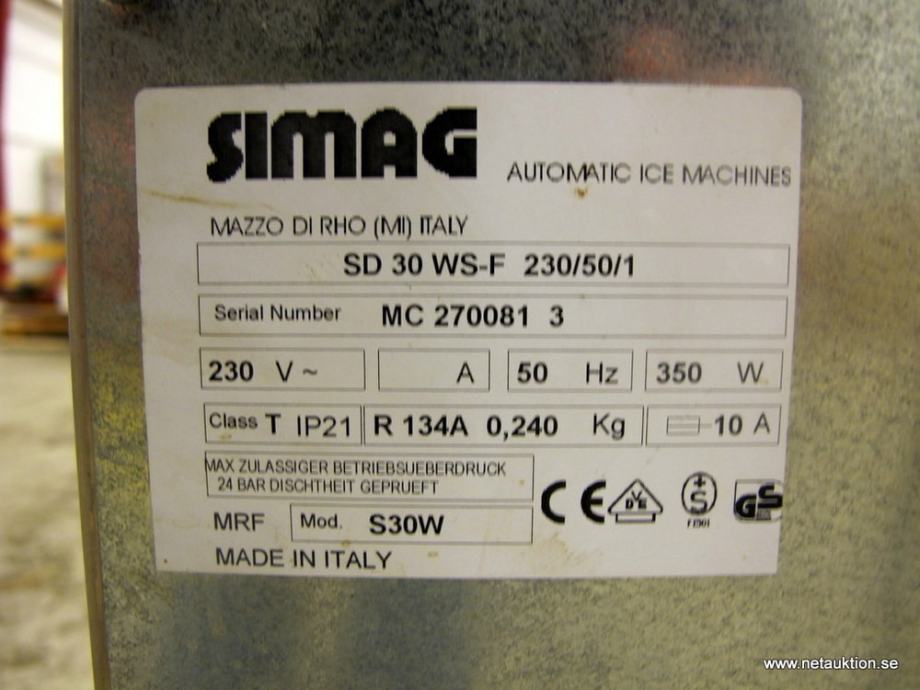 SIMAG
AUTOMATIC ICE MACHINES
MAZZO DI RHO (MI) ITALY
SD 30 WS-F 230/50/1
Serial Number MC 270081 3
230 V ~ A 50 Hz 350 W
Class T IP21 R 134A 0,240 Kg 10 A
MAX ZULASSIGER BETRIEBSUEBERDRUCK
24 BAR DISCHTHEIT GEPRUEFT
CE VDE S GS
MRF Mod. S30W
MADE IN ITALY
www.netauktion.se